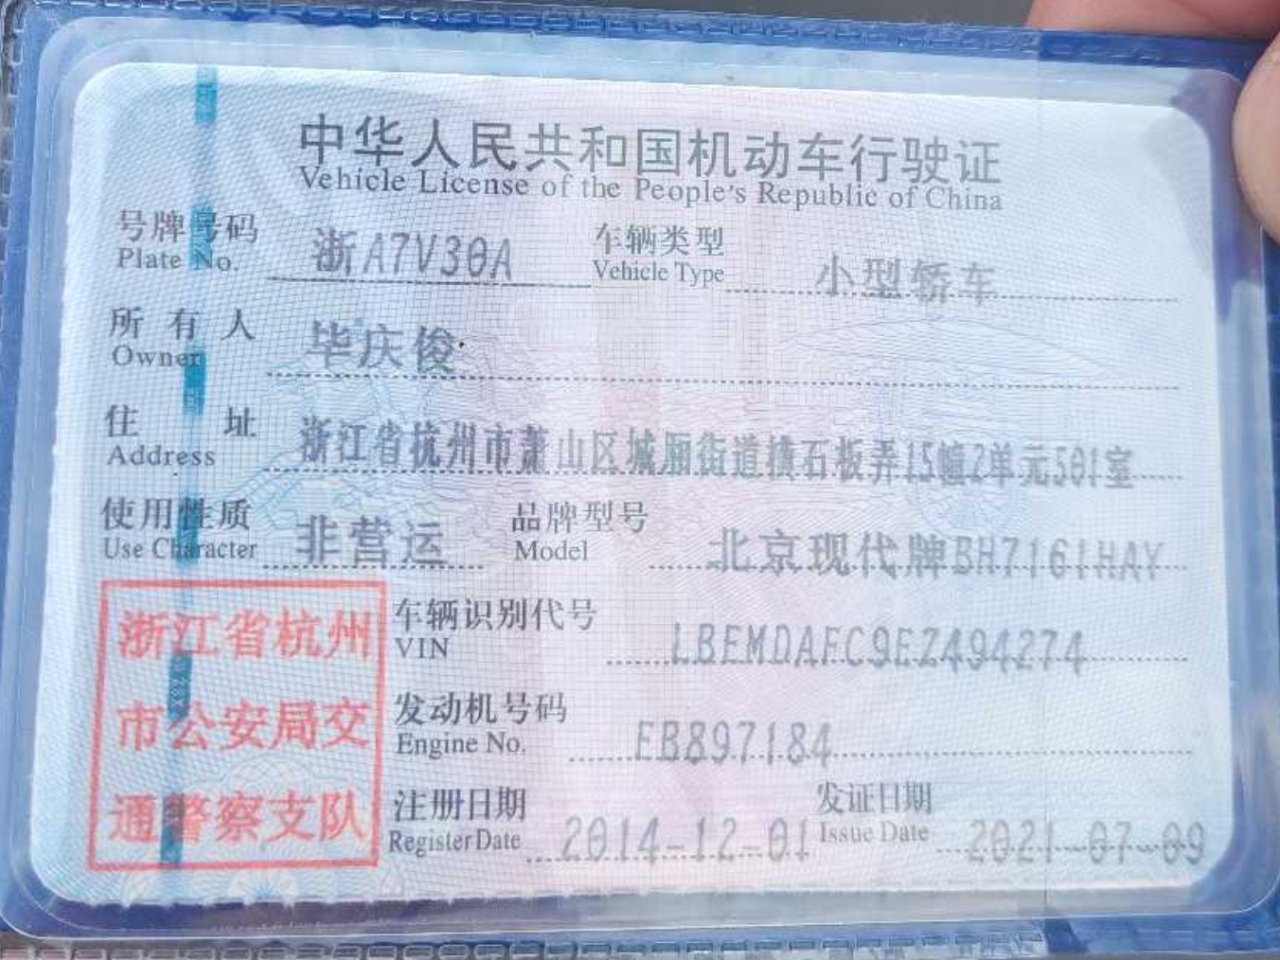 中华人民共和国机动车行驶证
Vehicle License of the People's Republic of China
号牌号码 浙A7V30A 车辆类型 小型轿车
Plate No. Vehicle Type
所有人 毕庆俊
Owner
住址 浙江省杭州市萧山区城厢街道横石板弄15幢2单元501室
Address
使用性质 非营运 品牌型号 北京现代牌BH7161HAY
Use Character Model
浙江省杭州
市公安局交
通警察支队
车辆识别代号 LBEMDAFC9EZ494274
VIN
发动机号码 EB897184
Engine No.
注册日期 2014-12-01 发证日期 2021-07-09
Register Date Issue Date